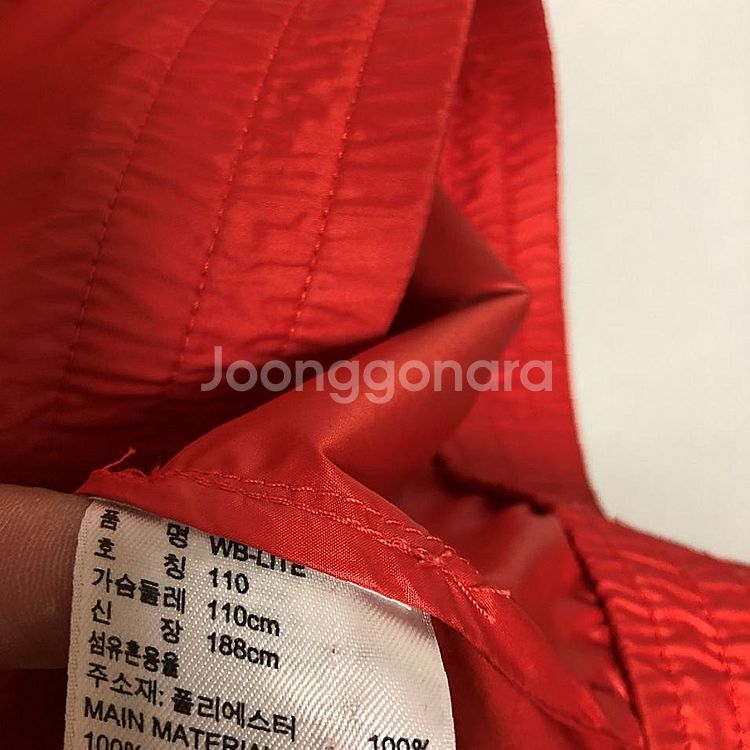 Joonggonara
품 명 WB-LITE
호 칭 110
가슴둘레 110cm
신 장 188cm
섬유혼용율
주소재: 폴리에스터 100%
MAIN MATERIAL
100%